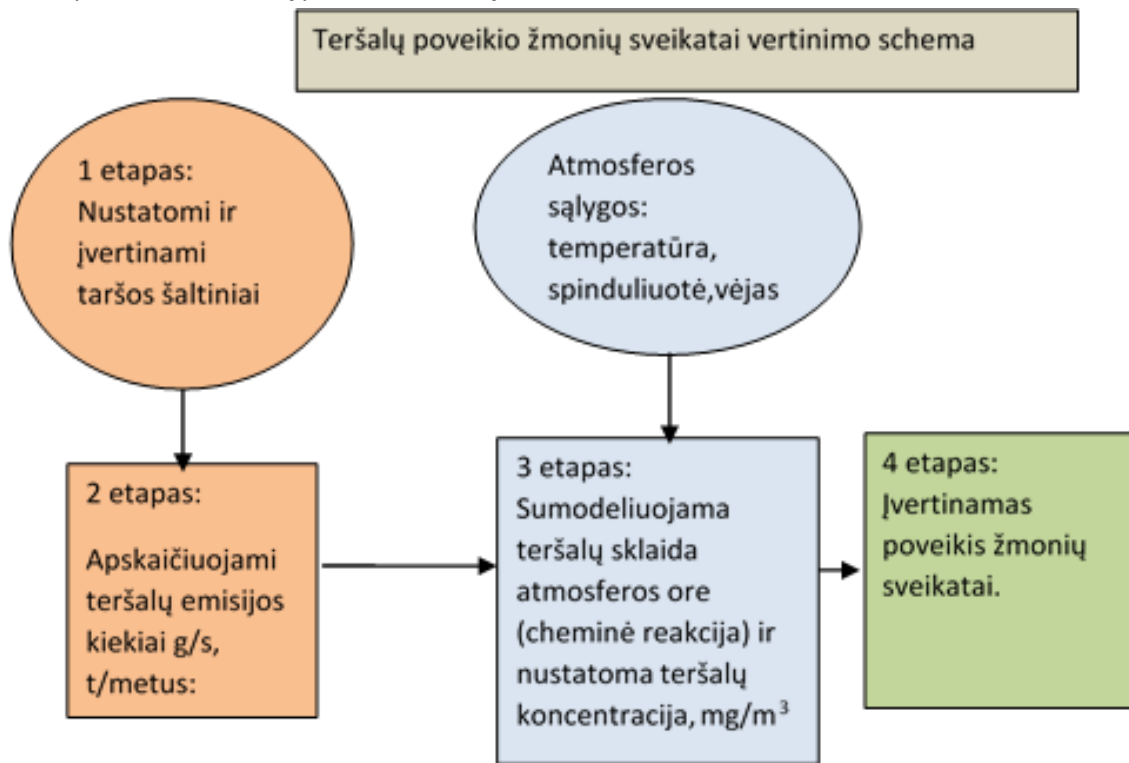 Teršalų poveikio žmonių sveikatai vertinimo schema
1 etapas:
Nustatomi ir
įvertinami
taršos šaltiniai
Atmosferos
sąlygos:
temperatūra,
spinduliuotė,vėjas
2 etapas:
Apskaičiuojami
teršalų emisijos
kiekiai g/s,
t/metus:
3 etapas:
Sumodeliuojama
teršalų sklaida
atmosferos ore
(cheminė reakcija) ir
nustatoma teršalų
koncentracija, mg/m³
4 etapas:
Įvertinamas
poveikis žmonių
sveikatai.